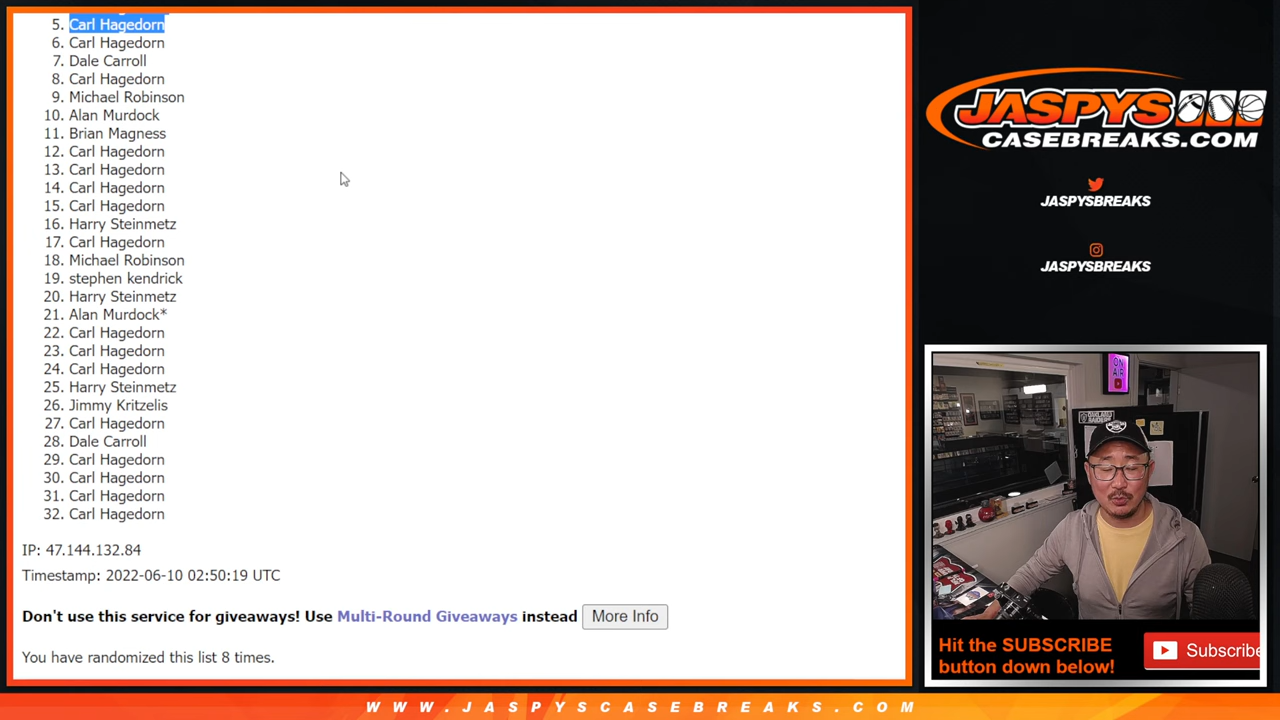 5. Carl Hagedorn
6. Carl Hagedorn
7. Dale Carroll
8. Carl Hagedorn
9. Michael Robinson
10. Alan Murdock
11. Brian Magness
12. Carl Hagedorn
13. Carl Hagedorn
14. Carl Hagedorn
15. Carl Hagedorn
16. Harry Steinmetz
17. Carl Hagedorn
18. Michael Robinson
19. stephen kendrick
20. Harry Steinmetz
21. Alan Murdock*
22. Carl Hagedorn
23. Carl Hagedorn
24. Carl Hagedorn
25. Harry Steinmetz
26. Jimmy Kritzelis
27. Carl Hagedorn
28. Dale Carroll
29. Carl Hagedorn
30. Carl Hagedorn
31. Carl Hagedorn
32. Carl Hagedorn
IP: 47.144.132.84
Timestamp: 2022-06-10 02:50:19 UTC
Don't use this service for giveaways! Use Multi-Round Giveaways instead More Info
You have randomized this list 8 times.
JASPYS
CASEBREAKS.COM
JASPYSBREAKS
JASPYSBREAKS
ON
AIR
Hit the SUBSCRIBE
button down below!
Subscribe
WWW.JASPYSCASEBREAKS.COM